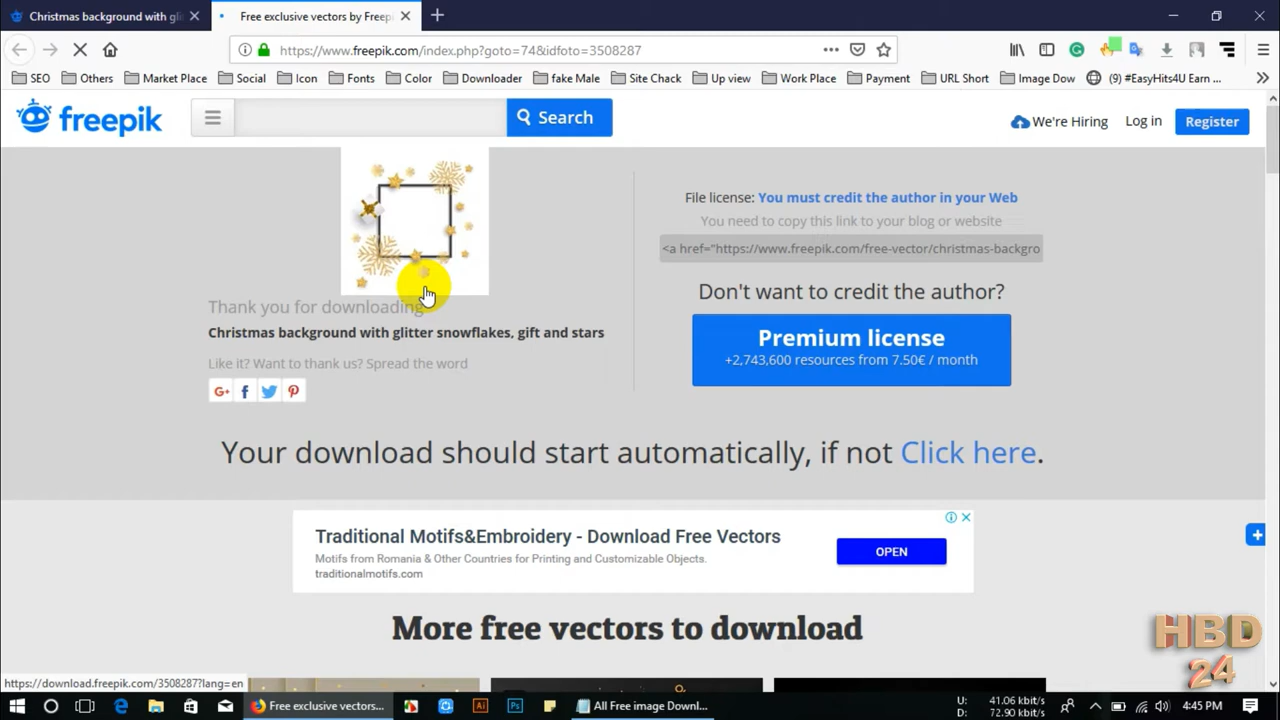 Christmas background with gli
Free exclusive vectors by Freepi
https://www.freepik.com/index.php?goto=74&idfoto=3508287
SEO
Others
Market Place
Social
Icon
Fonts
Color
Downloader
fake Male
Site Chack
Up view
Work Place
Payment
URL Short
Image Dow
(9) #EasyHits4U Earn ...
freepik
Search
We're Hiring
Log in
Register
File license: You must credit the author in your Web
You need to copy this link to your blog or website
<a href="https://www.freepik.com/free-vector/christmas-backgro
Thank you for downloading
Christmas background with glitter snowflakes, gift and stars
Like it? Want to thank us? Spread the word
G+
Don't want to credit the author?
Premium license
+2,743,600 resources from 7.50€ / month
Your download should start automatically, if not Click here.
Traditional Motifs&Embroidery - Download Free Vectors
Motifs from Romania & Other Countries for Printing and Customizable Objects.
traditionalmotifs.com
OPEN
More free vectors to download
HBD
24
https://download.freepik.com/3508287?lang=en
Free exclusive vectors...
Ai
Ps
All Free image Downl...
U: 41.06 kbit/s
D: 72.90 kbit/s
4:45 PM